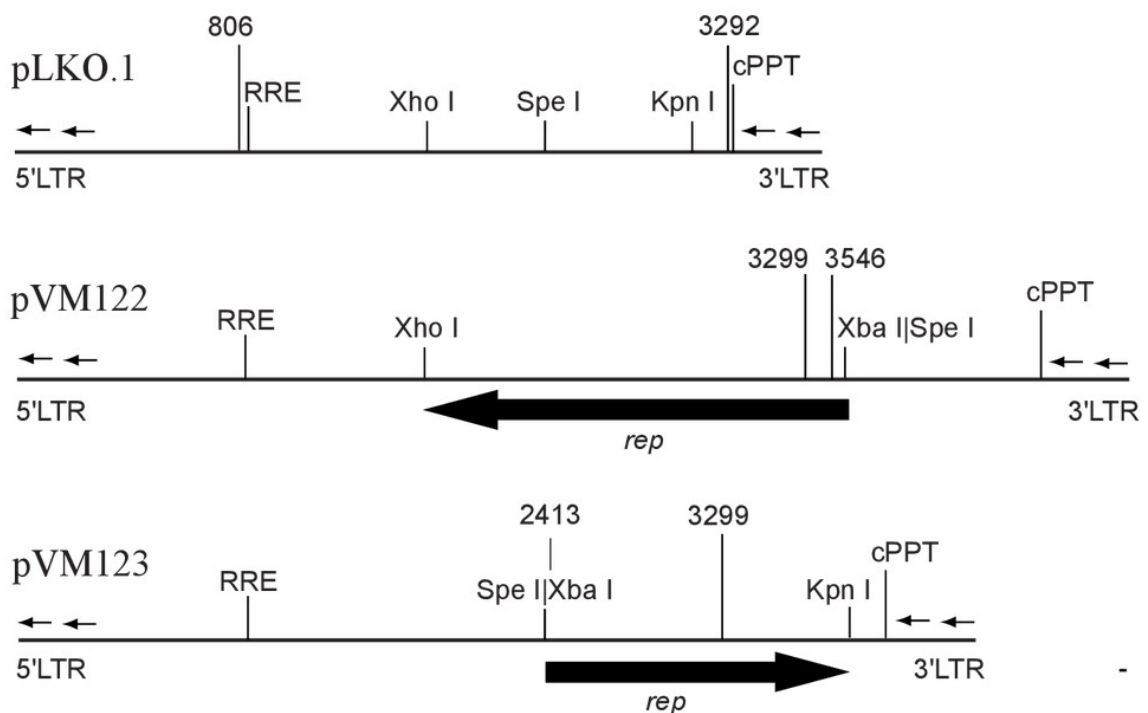 806 3292
pLKO.1 RRE Xho I Spe I Kpn I cPPT
5'LTR 3'LTR
3299 3546
pVM122 RRE Xho I Xba I|Spe I cPPT
5'LTR 3'LTR
rep
2413 3299
pVM123 RRE Spe I|Xba I Kpn I cPPT
5'LTR 3'LTR -
rep